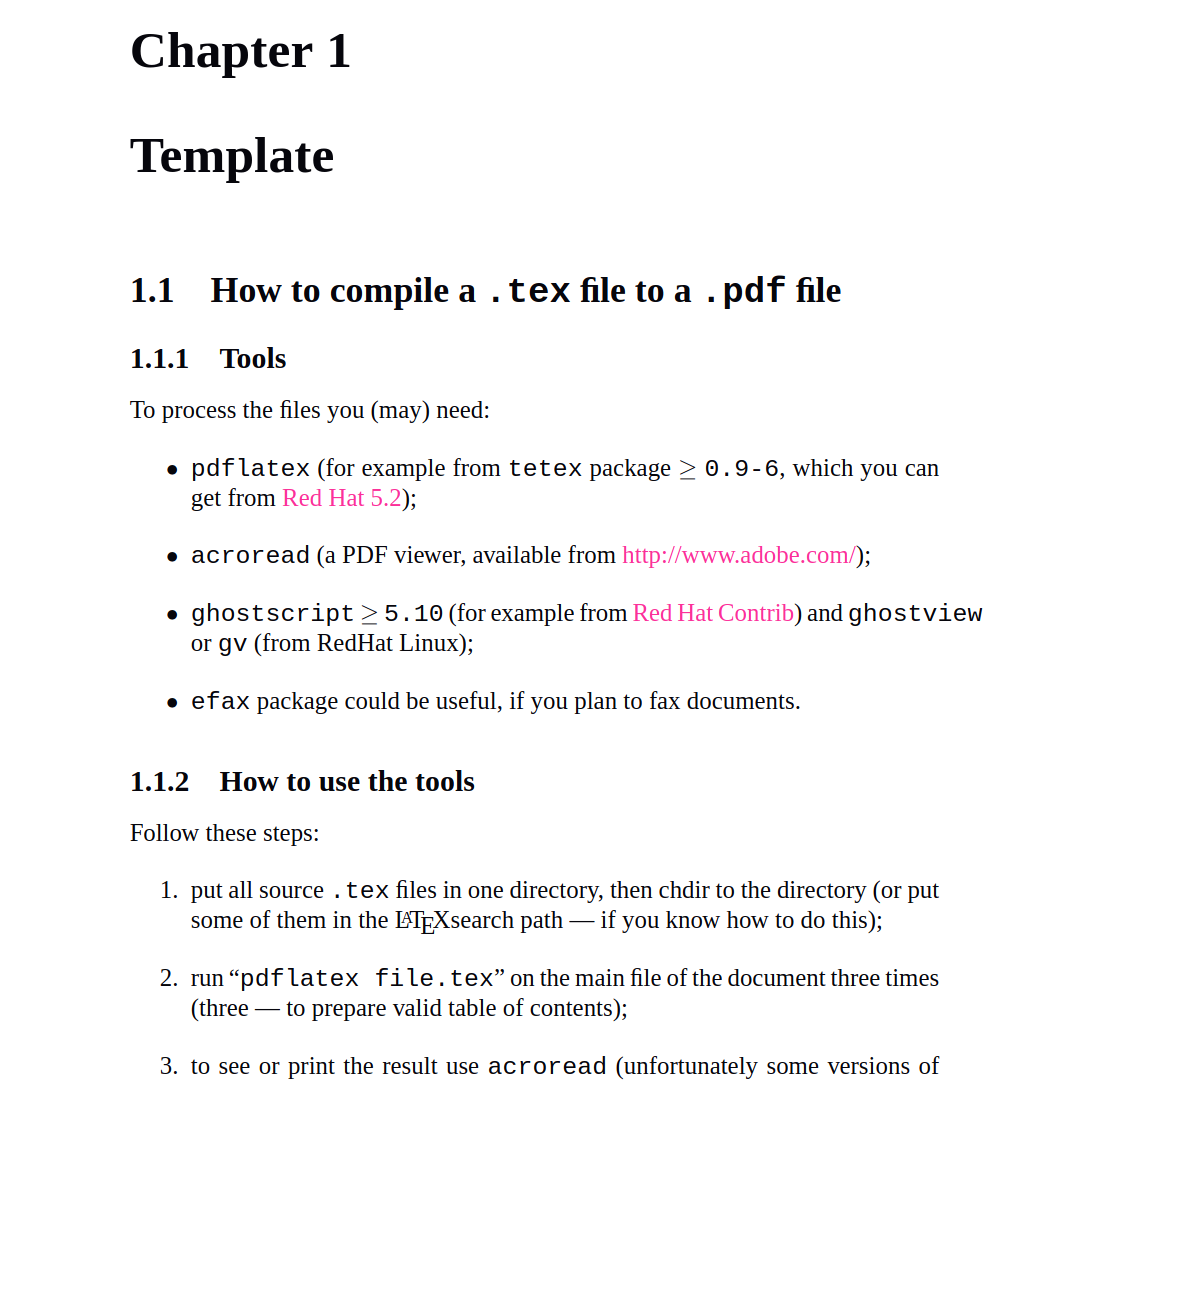 Chapter 1
Template
1.1 How to compile a .tex file to a .pdf file
1.1.1 Tools
To process the files you (may) need:
• pdflatex (for example from tetex package ≥ 0.9-6, which you can
get from Red Hat 5.2);
• acroread (a PDF viewer, available from http://www.adobe.com/);
• ghostscript ≥ 5.10 (for example from Red Hat Contrib) and ghostview
or gv (from RedHat Linux);
• efax package could be useful, if you plan to fax documents.
1.1.2 How to use the tools
Follow these steps:
1. put all source .tex files in one directory, then chdir to the directory (or put
some of them in the LATEXsearch path — if you know how to do this);
2. run “pdflatex file.tex” on the main file of the document three times
(three — to prepare valid table of contents);
3. to see or print the result use acroread (unfortunately some versions of